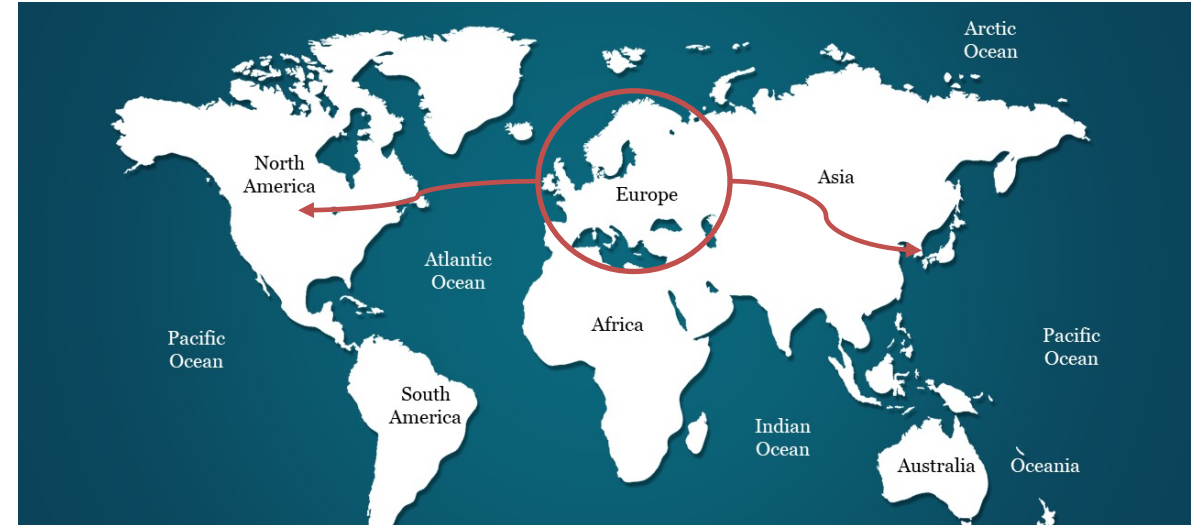 Arctic
Ocean
North
America
Europe
Asia
Atlantic
Ocean
Africa
Pacific
Ocean
Pacific
Ocean
South
America
Indian
Ocean
Australia
Oceania